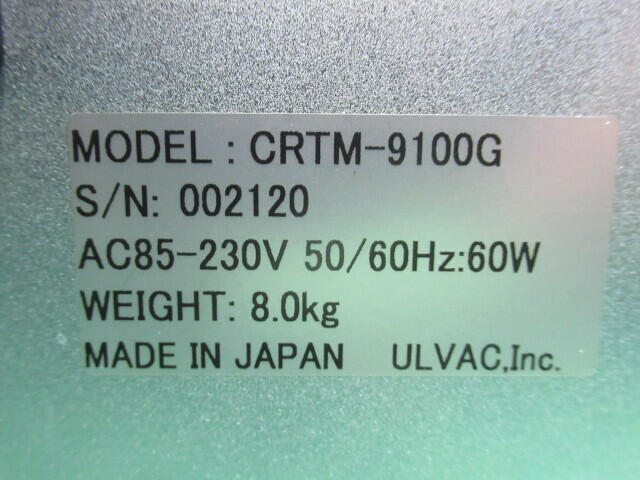 MODEL : CRTM-9100G
S/N: 002120
AC85-230V 50/60Hz:60W
WEIGHT: 8.0kg
MADE IN JAPAN ULVAC,Inc.